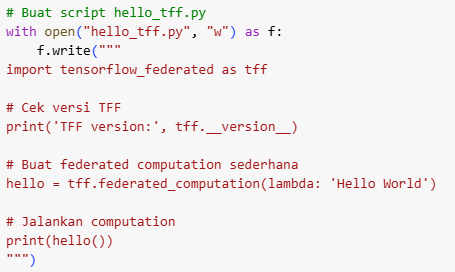 # Buat script hello_tff.py
with open("hello_tff.py", "w") as f:
    f.write("""
import tensorflow_federated as tff

# Cek versi TFF
print('TFF version:', tff.__version__)

# Buat federated computation sederhana
hello = tff.federated_computation(lambda: 'Hello World')

# Jalankan computation
print(hello())
""")